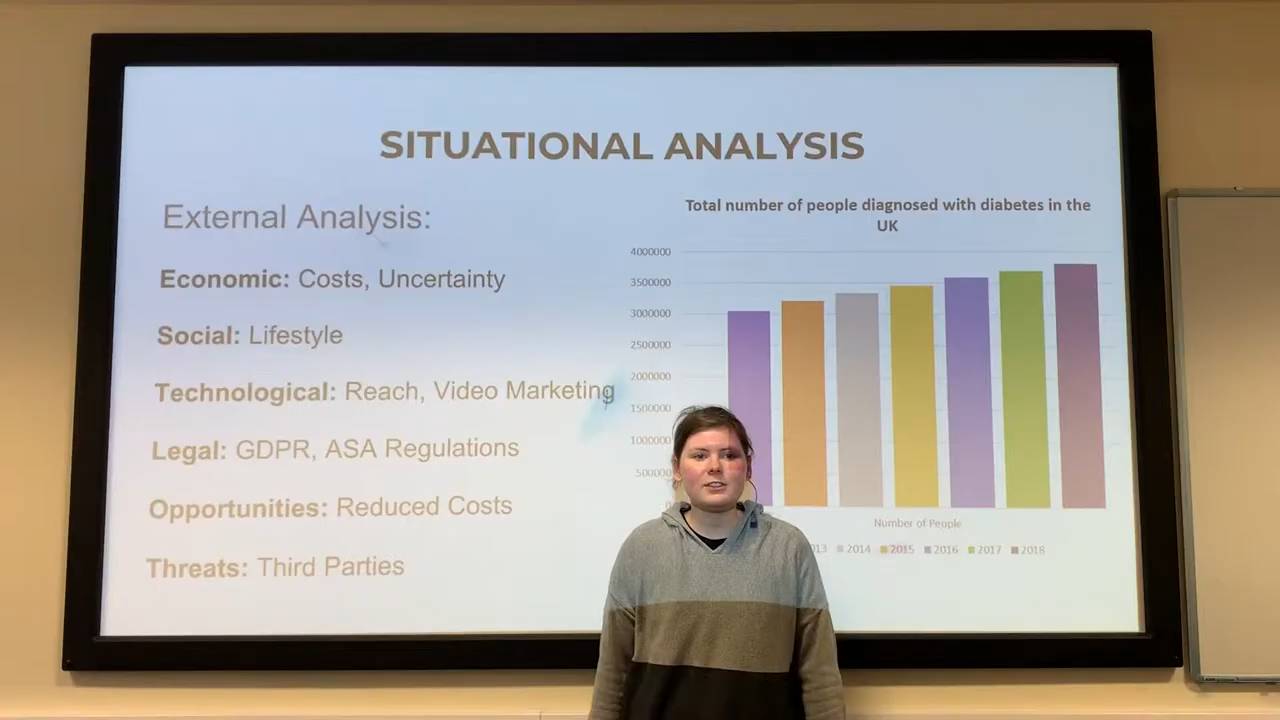 SITUATIONAL ANALYSIS
External Analysis:
Economic: Costs, Uncertainty
Social: Lifestyle
Technological: Reach, Video Marketing
Legal: GDPR, ASA Regulations
Opportunities: Reduced Costs
Threats: Third Parties
Total number of people diagnosed with diabetes in the
UK
4000000
3500000
3000000
2500000
2000000
1500000
1000000
Number of People
2014 2015 2016 2017 2018